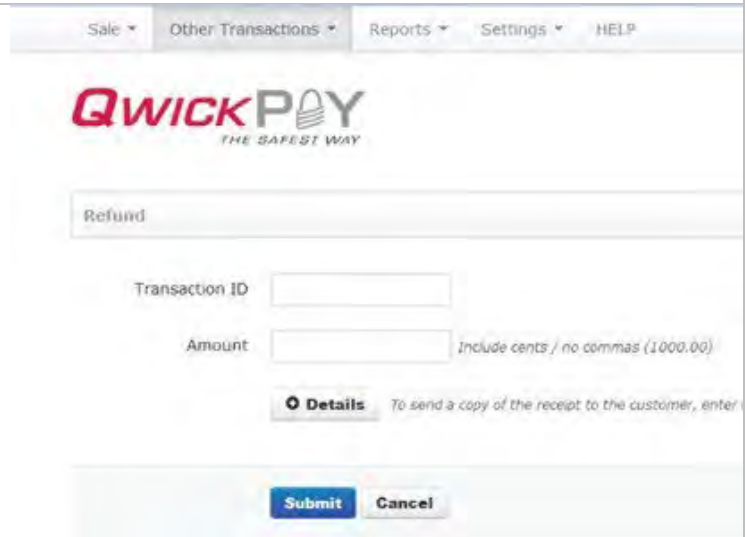 Sale Other Transactions Reports Settings HELP
QWICKPAY
THE SAFEST WAY
Refund
Transaction ID
Amount Include cents / no commas (1000.00)
Details To send a copy of the receipt to the customer, enter
Submit Cancel